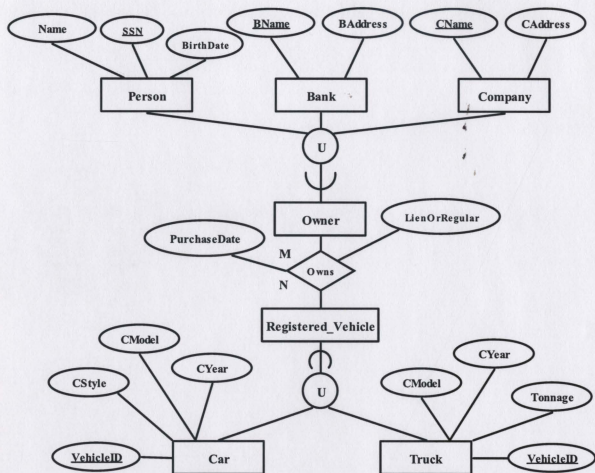 Name
SSN
BirthDate
BName
BAddress
CName
CAddress
Person
Bank
Company
U
Owner
LienOrRegular
PurchaseDate
M
Owns
N
Registered_Vehicle
CModel
CYear
CStyle
VehicleID
Car
U
CModel
CYear
Tonnage
Truck
VehicleID